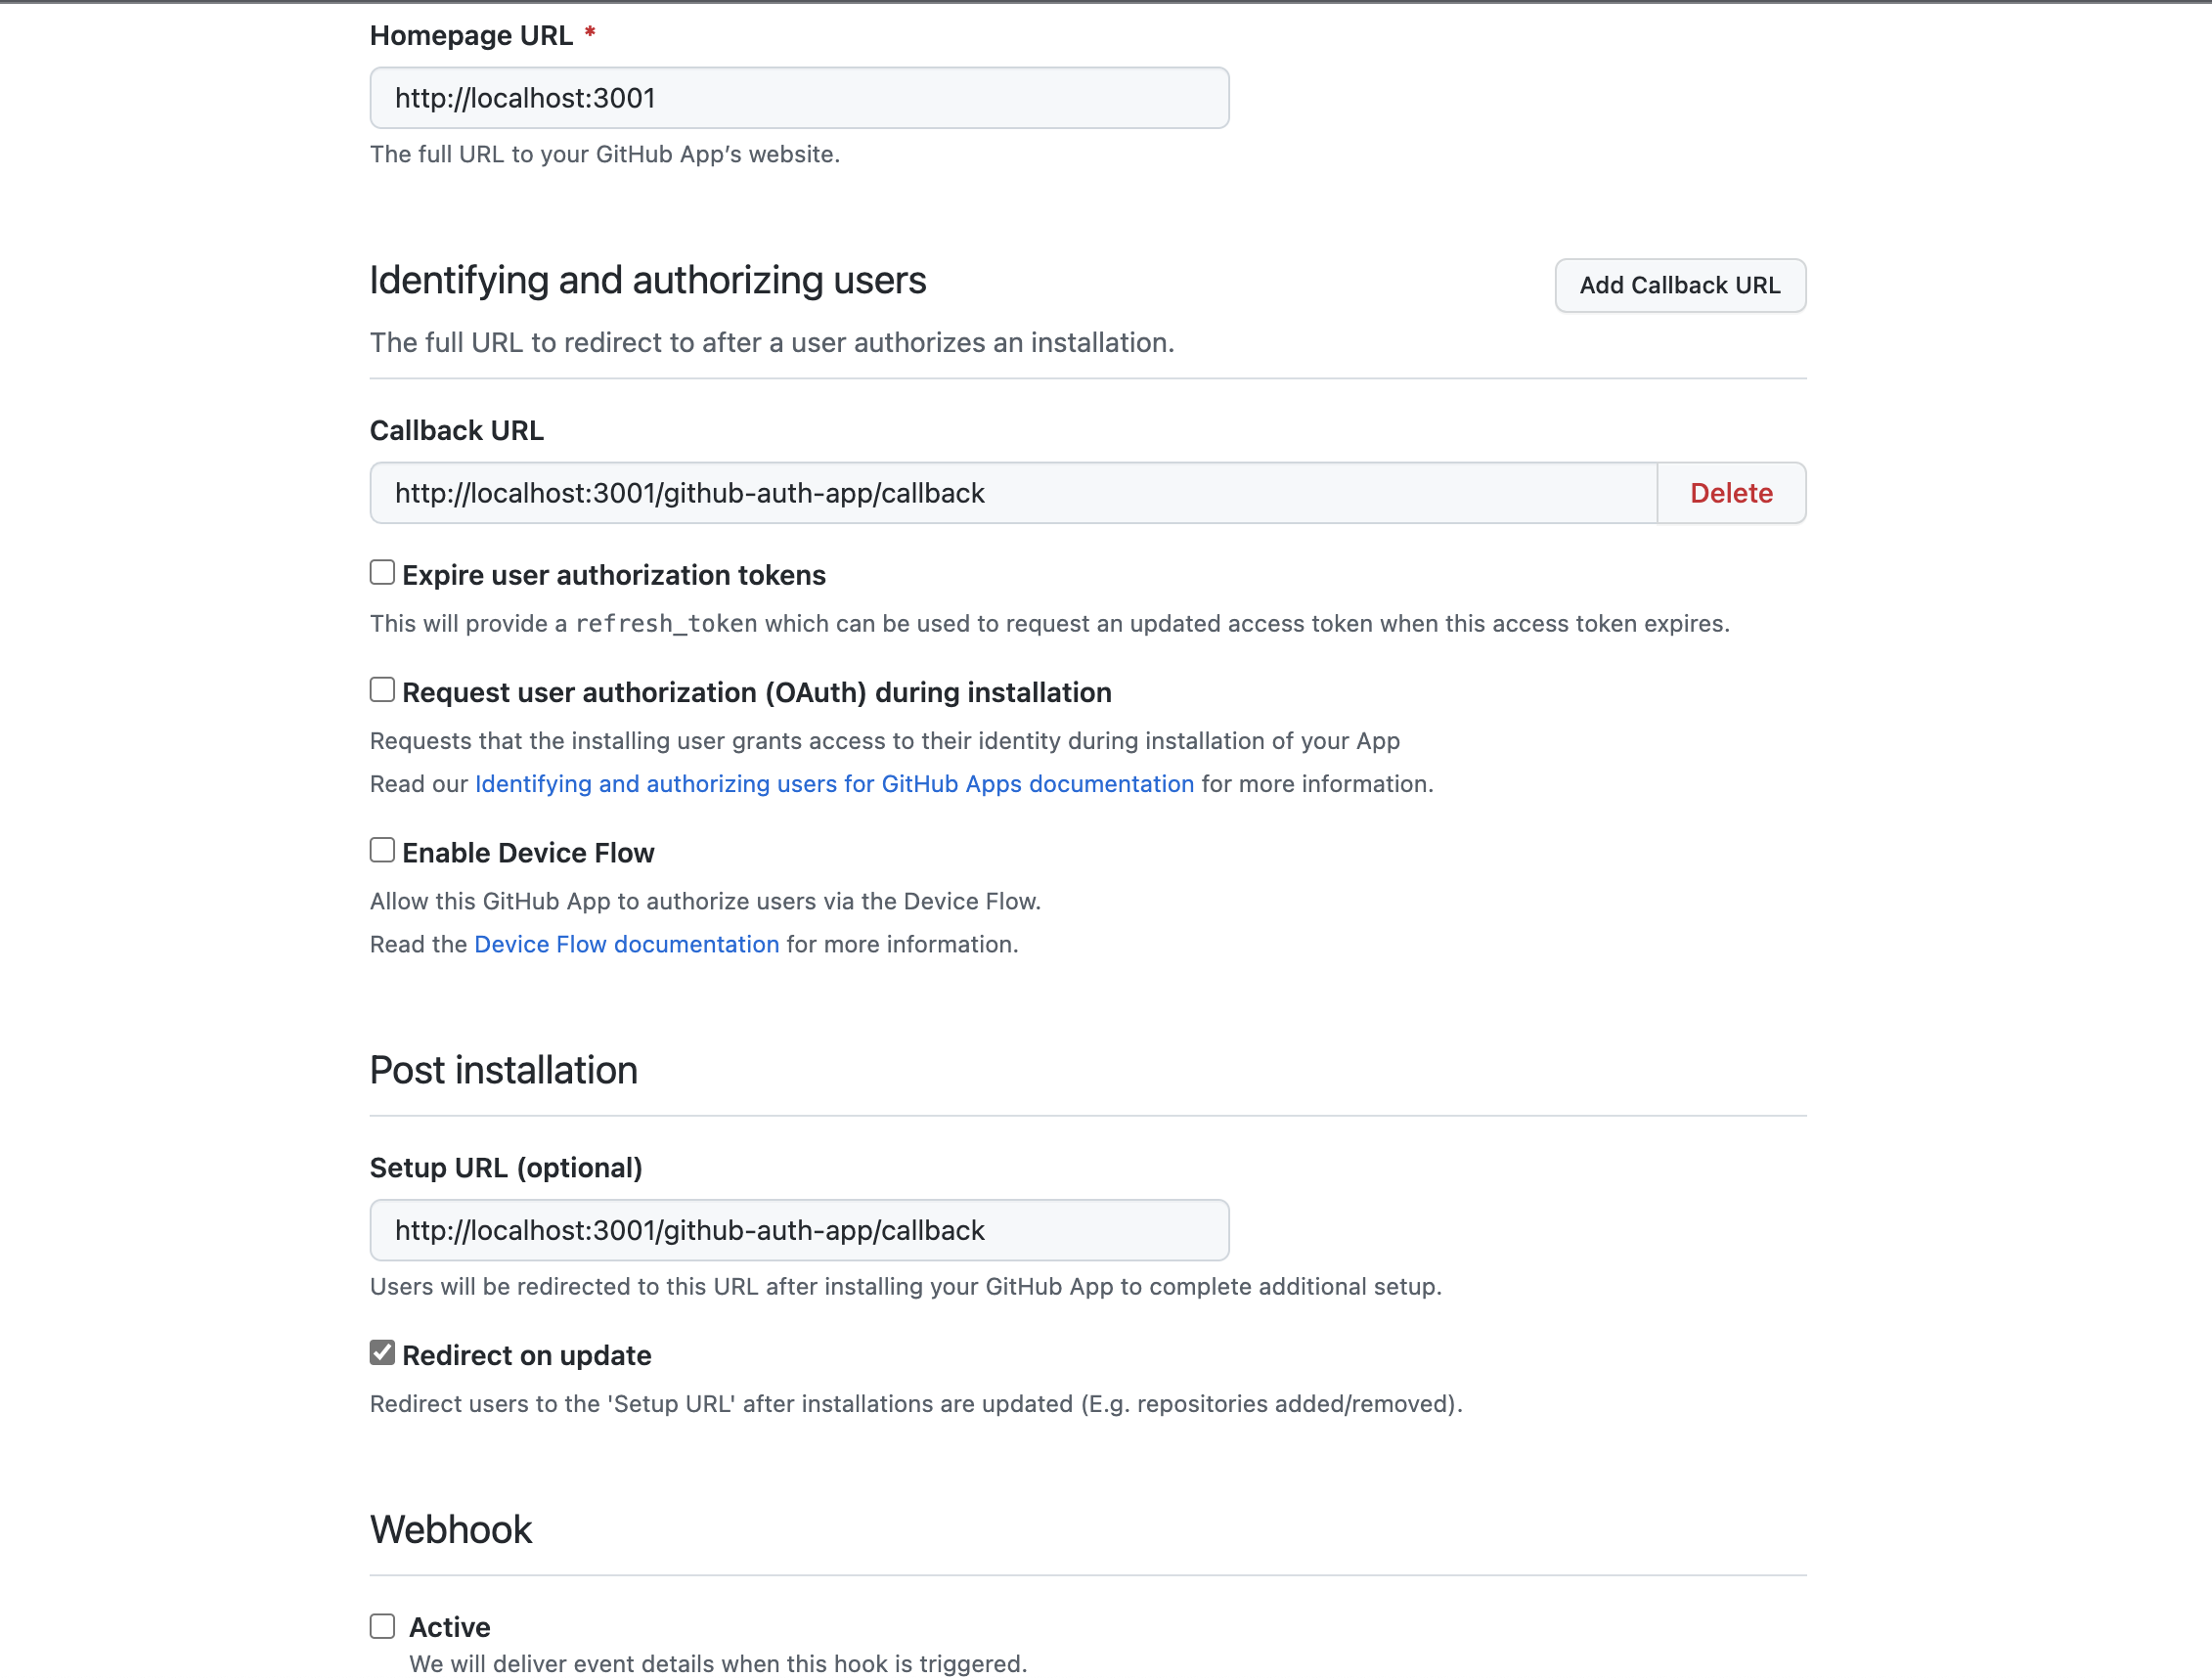 Homepage URL *
http://localhost:3001
The full URL to your GitHub App’s website.
Identifying and authorizing users
Add Callback URL
The full URL to redirect to after a user authorizes an installation.
Callback URL
http://localhost:3001/github-auth-app/callback
Delete
Expire user authorization tokens
This will provide a refresh_token which can be used to request an updated access token when this access token expires.
Request user authorization (OAuth) during installation
Requests that the installing user grants access to their identity during installation of your App
Read our Identifying and authorizing users for GitHub Apps documentation for more information.
Enable Device Flow
Allow this GitHub App to authorize users via the Device Flow.
Read the Device Flow documentation for more information.
Post installation
Setup URL (optional)
http://localhost:3001/github-auth-app/callback
Users will be redirected to this URL after installing your GitHub App to complete additional setup.
Redirect on update
Redirect users to the 'Setup URL' after installations are updated (E.g. repositories added/removed).
Webhook
Active
We will deliver event details when this hook is triggered.